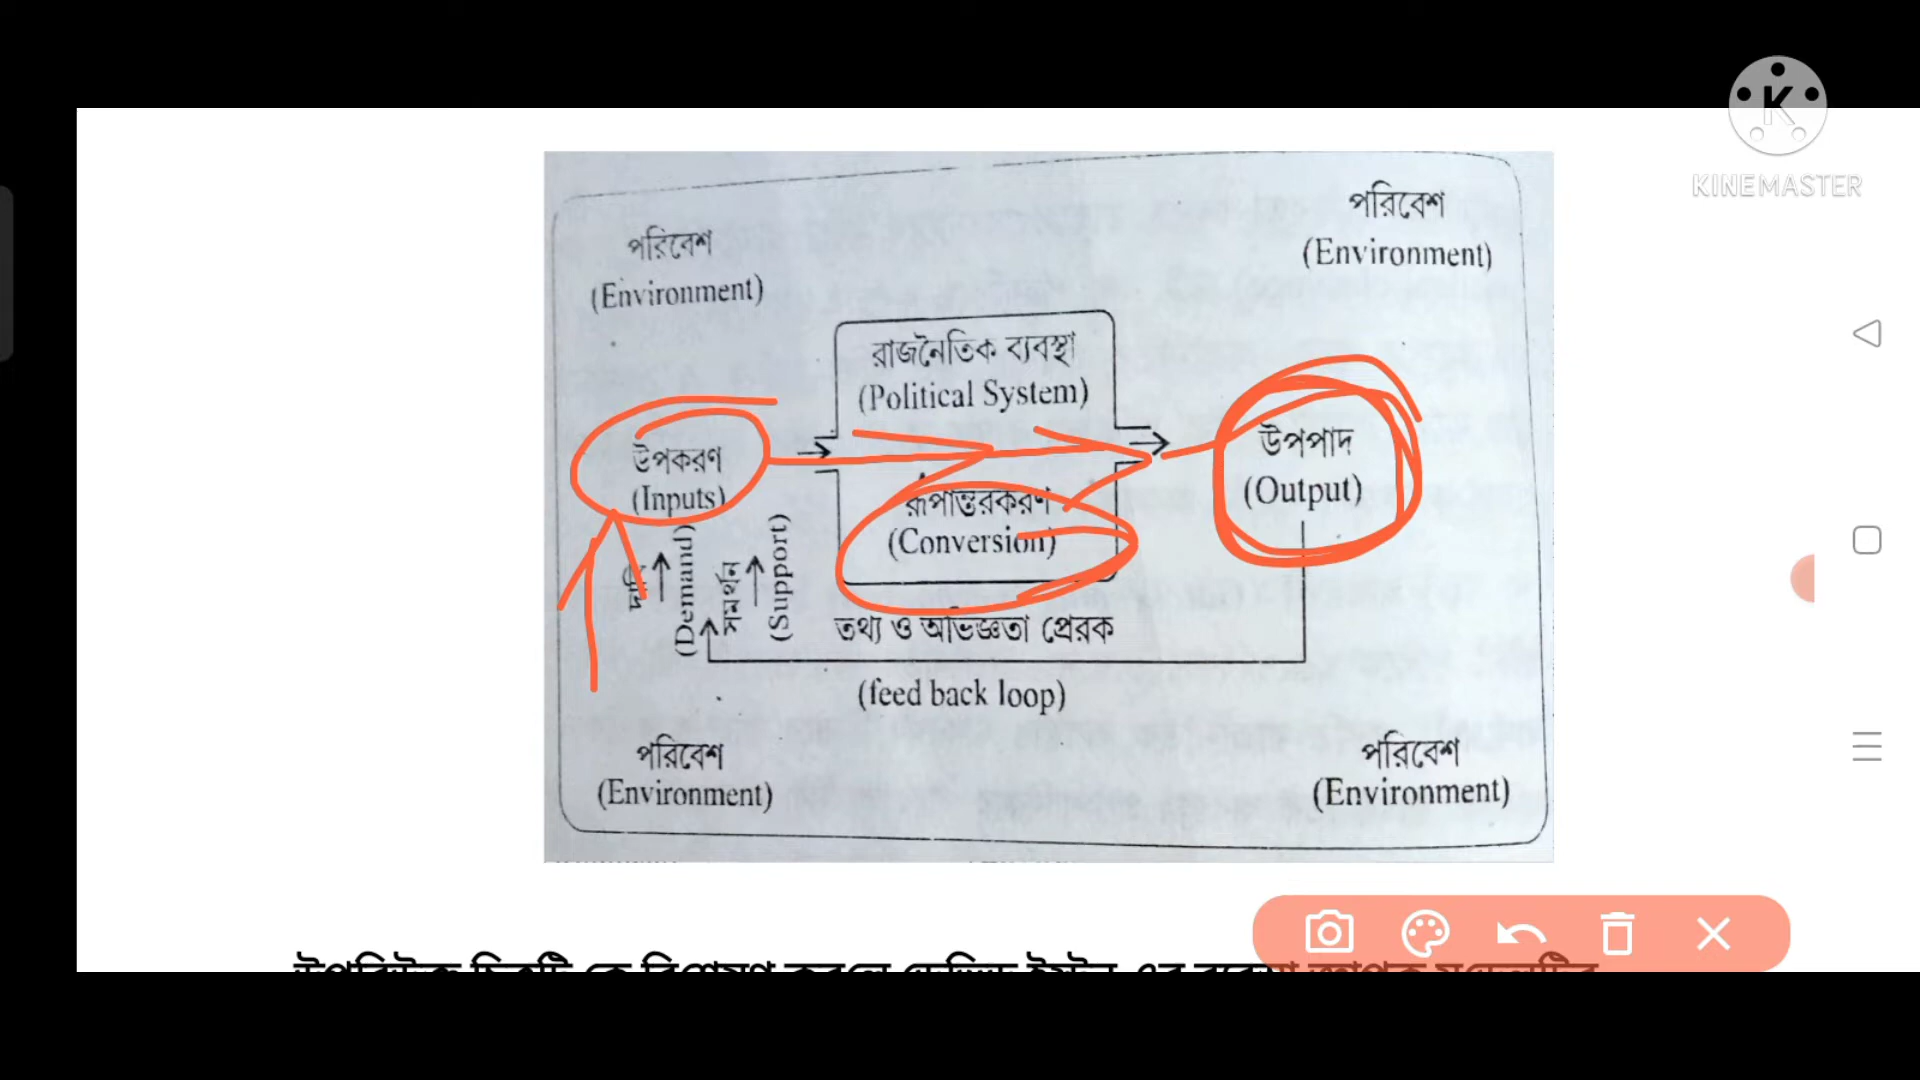 KINEMASTER
পরিবেশ
(Environment)
পরিবেশ
(Environment)
রাজনৈতিক ব্যবস্থা
(Political System)
উপকরণ
(Inputs)
উপপাদ
(Output)
রূপান্তরকরণ
(Conversion)
দাবি
(Demand)
সমর্থন
(Support)
তথ্য ও অভিজ্ঞতা প্রেরক
(feed back loop)
পরিবেশ
(Environment)
পরিবেশ
(Environment)